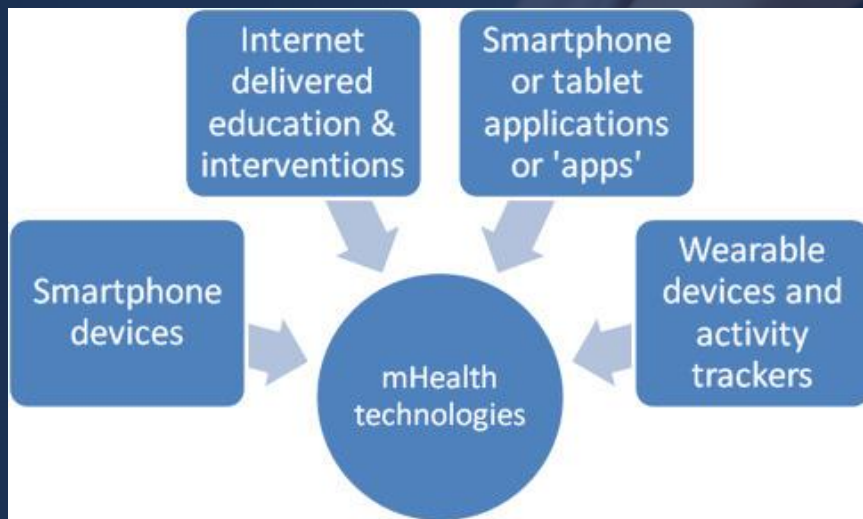 Internet
delivered
education &
interventions
Smartphone
or tablet
applications
or 'apps'
Smartphone
devices
Wearable
devices and
activity
trackers
mHealth
technologies